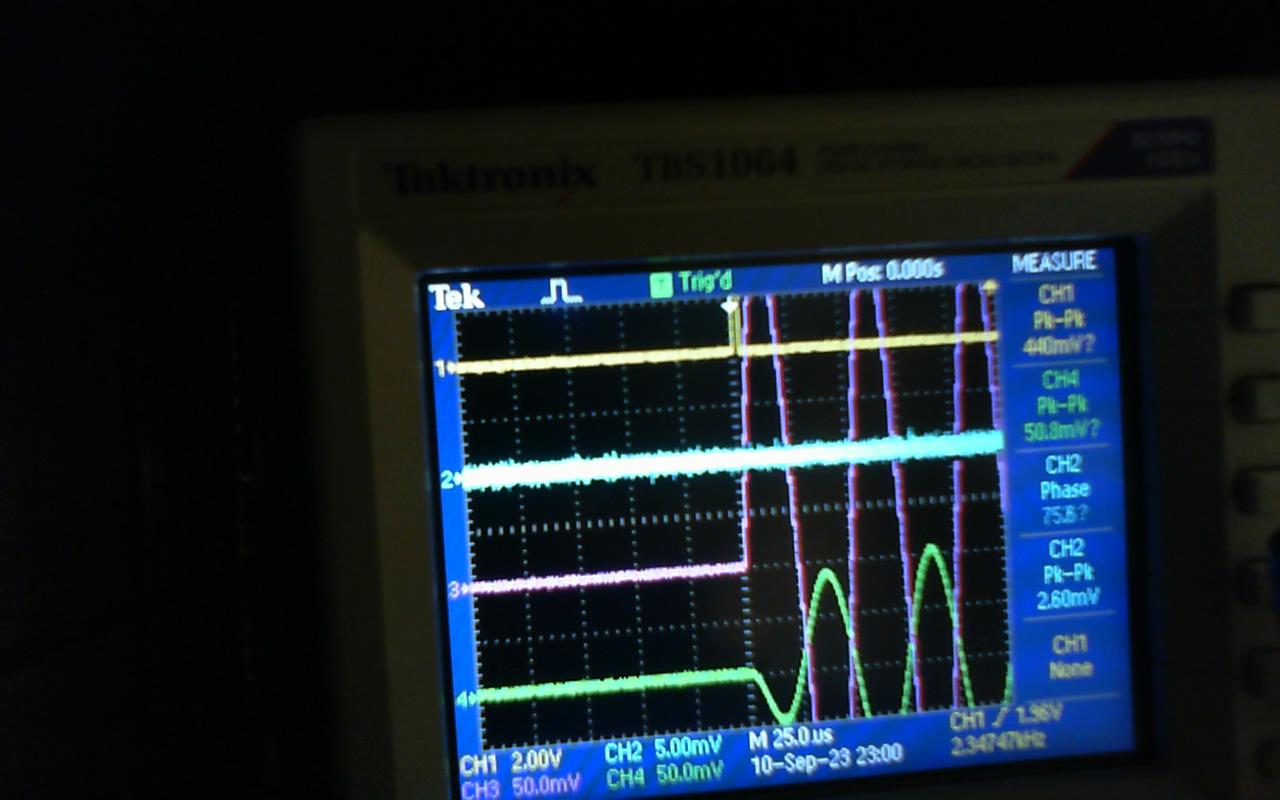 Tektronix TBS1064
Tek Trig'd M Pos: 0.000s MEASURE
CH1
Pk-Pk
440mV?
CH4
Pk-Pk
50.8mV?
CH2
Phase
75.6?
CH2
Pk-Pk
2.60mV
CH1
None
1
2
3
4
CH1 2.00V CH2 5.00mV M 25.0us CH1 / 1.96V
CH3 50.0mV CH4 50.0mV 10-Sep-23 23:00 2.34747kHz